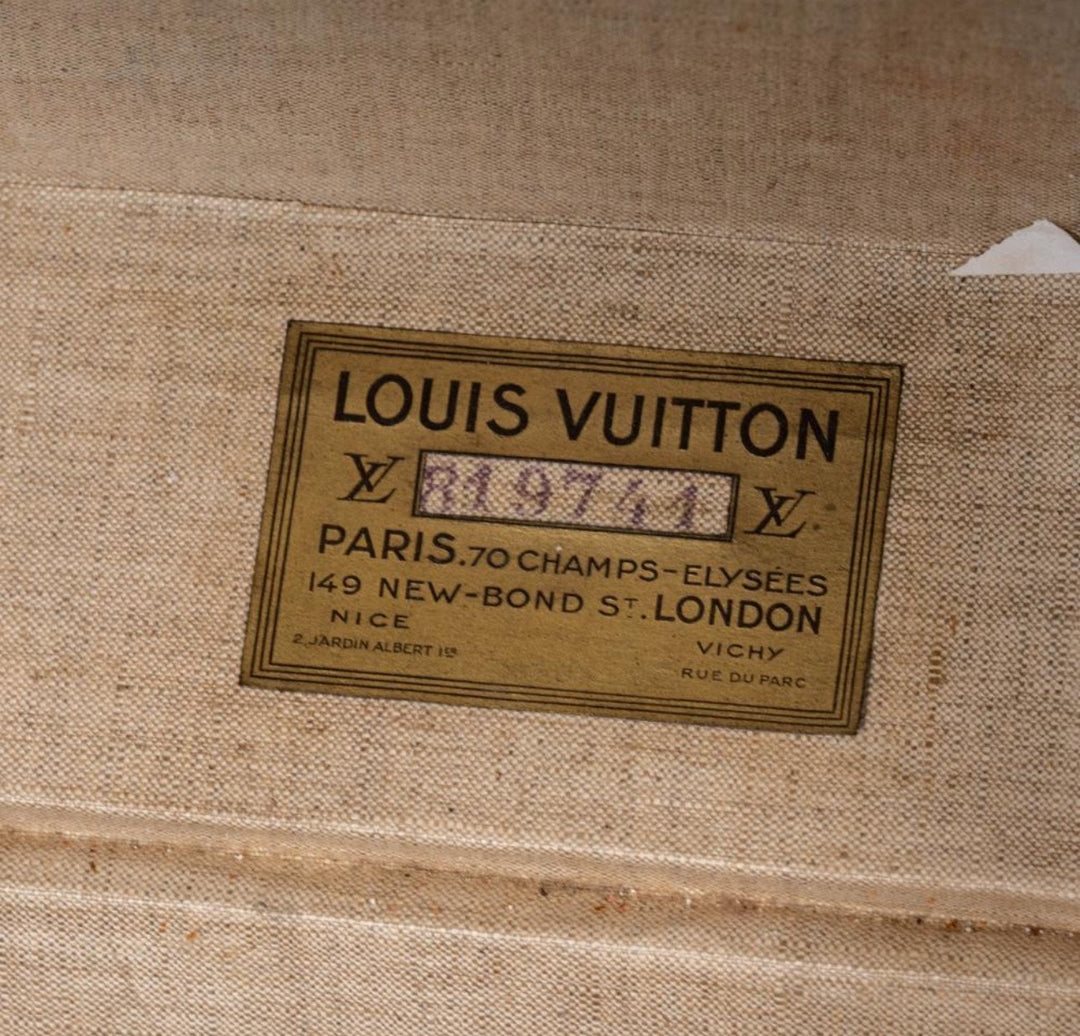 LOUIS VUITTON
LV 819741 LV
PARIS.70 CHAMPS-ELYSÉES
149 NEW-BOND ST.LONDON
NICE
2, JARDIN ALBERT 1ER
VICHY
RUE DU PARC